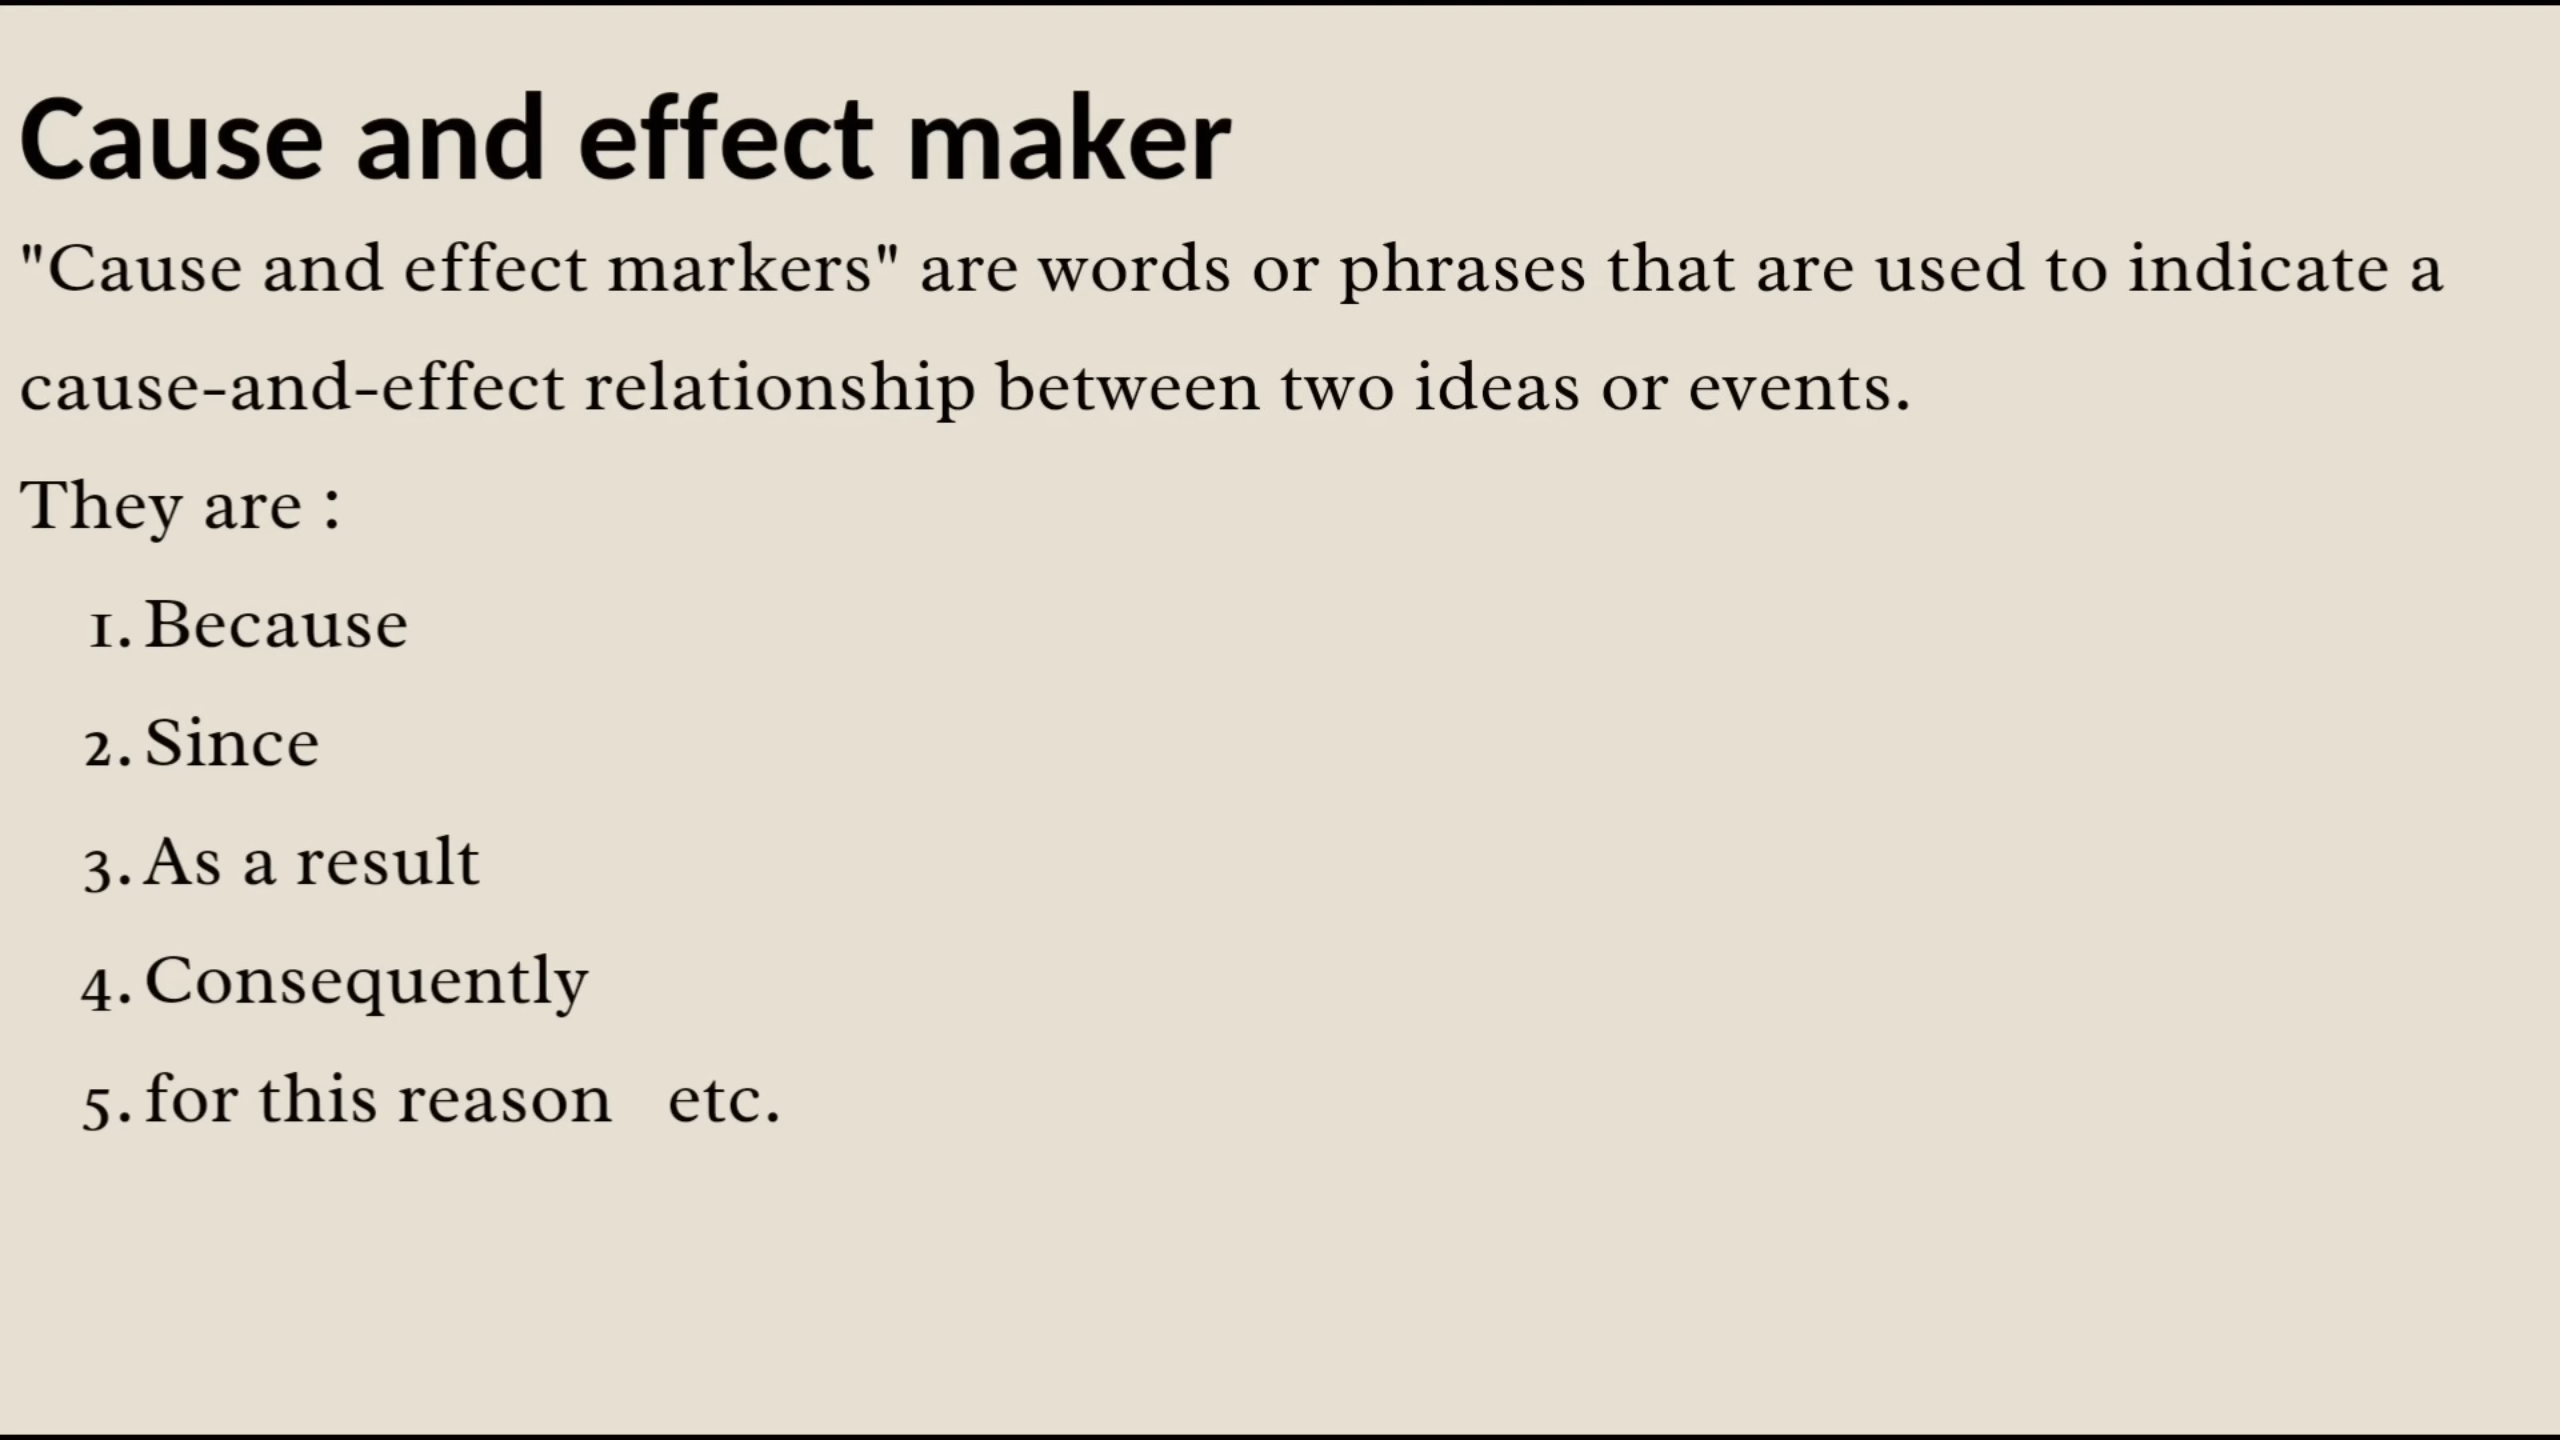 Cause and effect maker
"Cause and effect markers" are words or phrases that are used to indicate a
cause-and-effect relationship between two ideas or events.
They are :
1. Because
2. Since
3. As a result
4. Consequently
5. for this reason   etc.